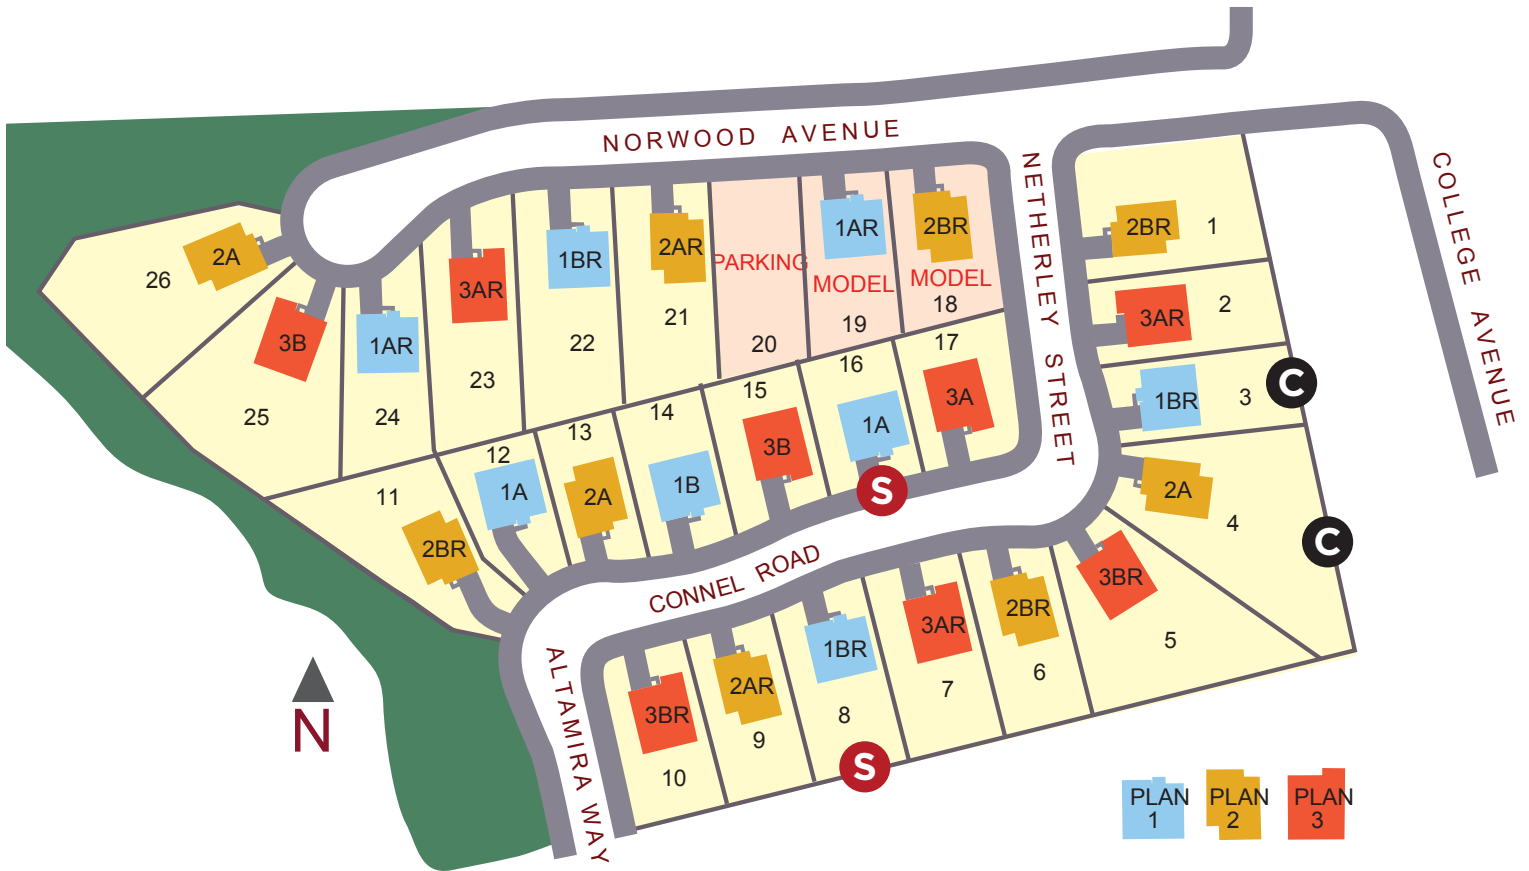 NORWOOD AVENUE
NETHERLEY STREET
COLLEGE AVENUE
CONNEL ROAD
ALTAMIRA WAY
2BR
1
3AR
2
1BR
3
C
2A
4
C
3BR
5
2BR
6
3AR
7
1BR
8
S
2AR
9
3BR
10
11
2BR
12
1A
13
2A
14
1B
15
3B
16
1A
S
17
3A
2BR
MODEL
18
1AR
MODEL
19
PARKING
20
2AR
21
1BR
22
3AR
23
1AR
24
3B
25
2A
26
N
PLAN
1
PLAN
2
PLAN
3